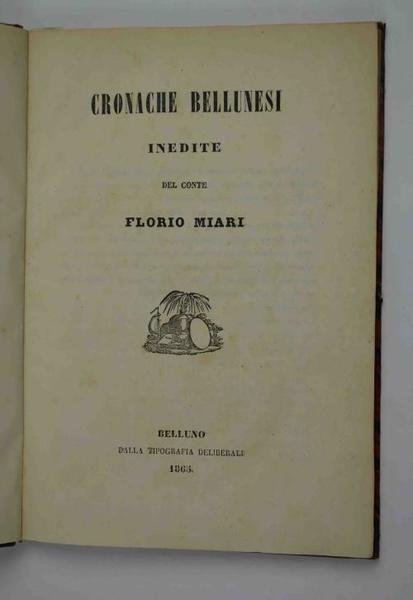 CRONACHE BELLUNESI
INEDITE
DEL CONTE
FLORIO MIARI
BELLUNO
DALLA TIPOGRAFIA DELIBERALI
1865.